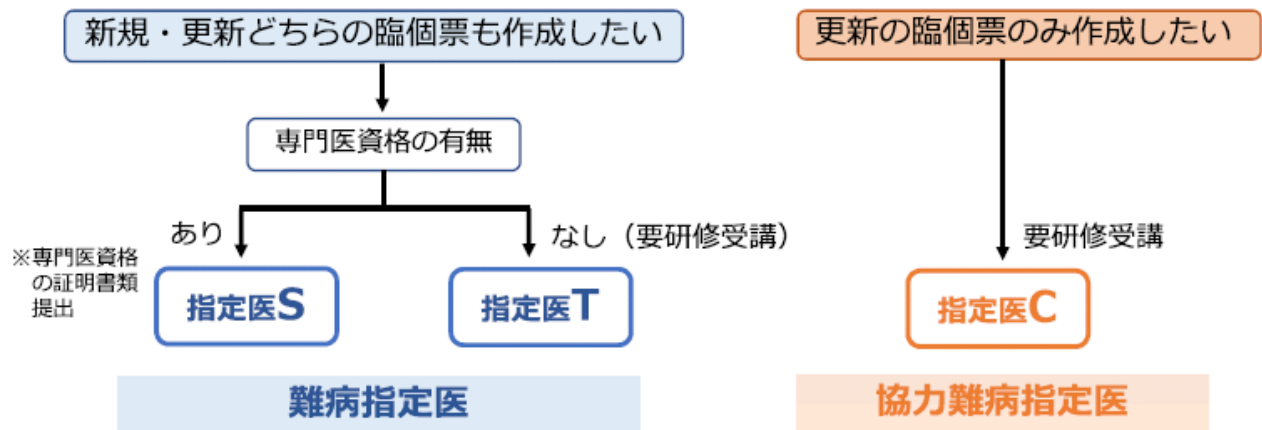 新規・更新どちらの臨個票も作成したい
更新の臨個票のみ作成したい
専門医資格の有無
あり
なし（要研修受講）
要研修受講
※専門医資格
の証明書類
提出
指定医S
指定医T
指定医C
難病指定医
協力難病指定医